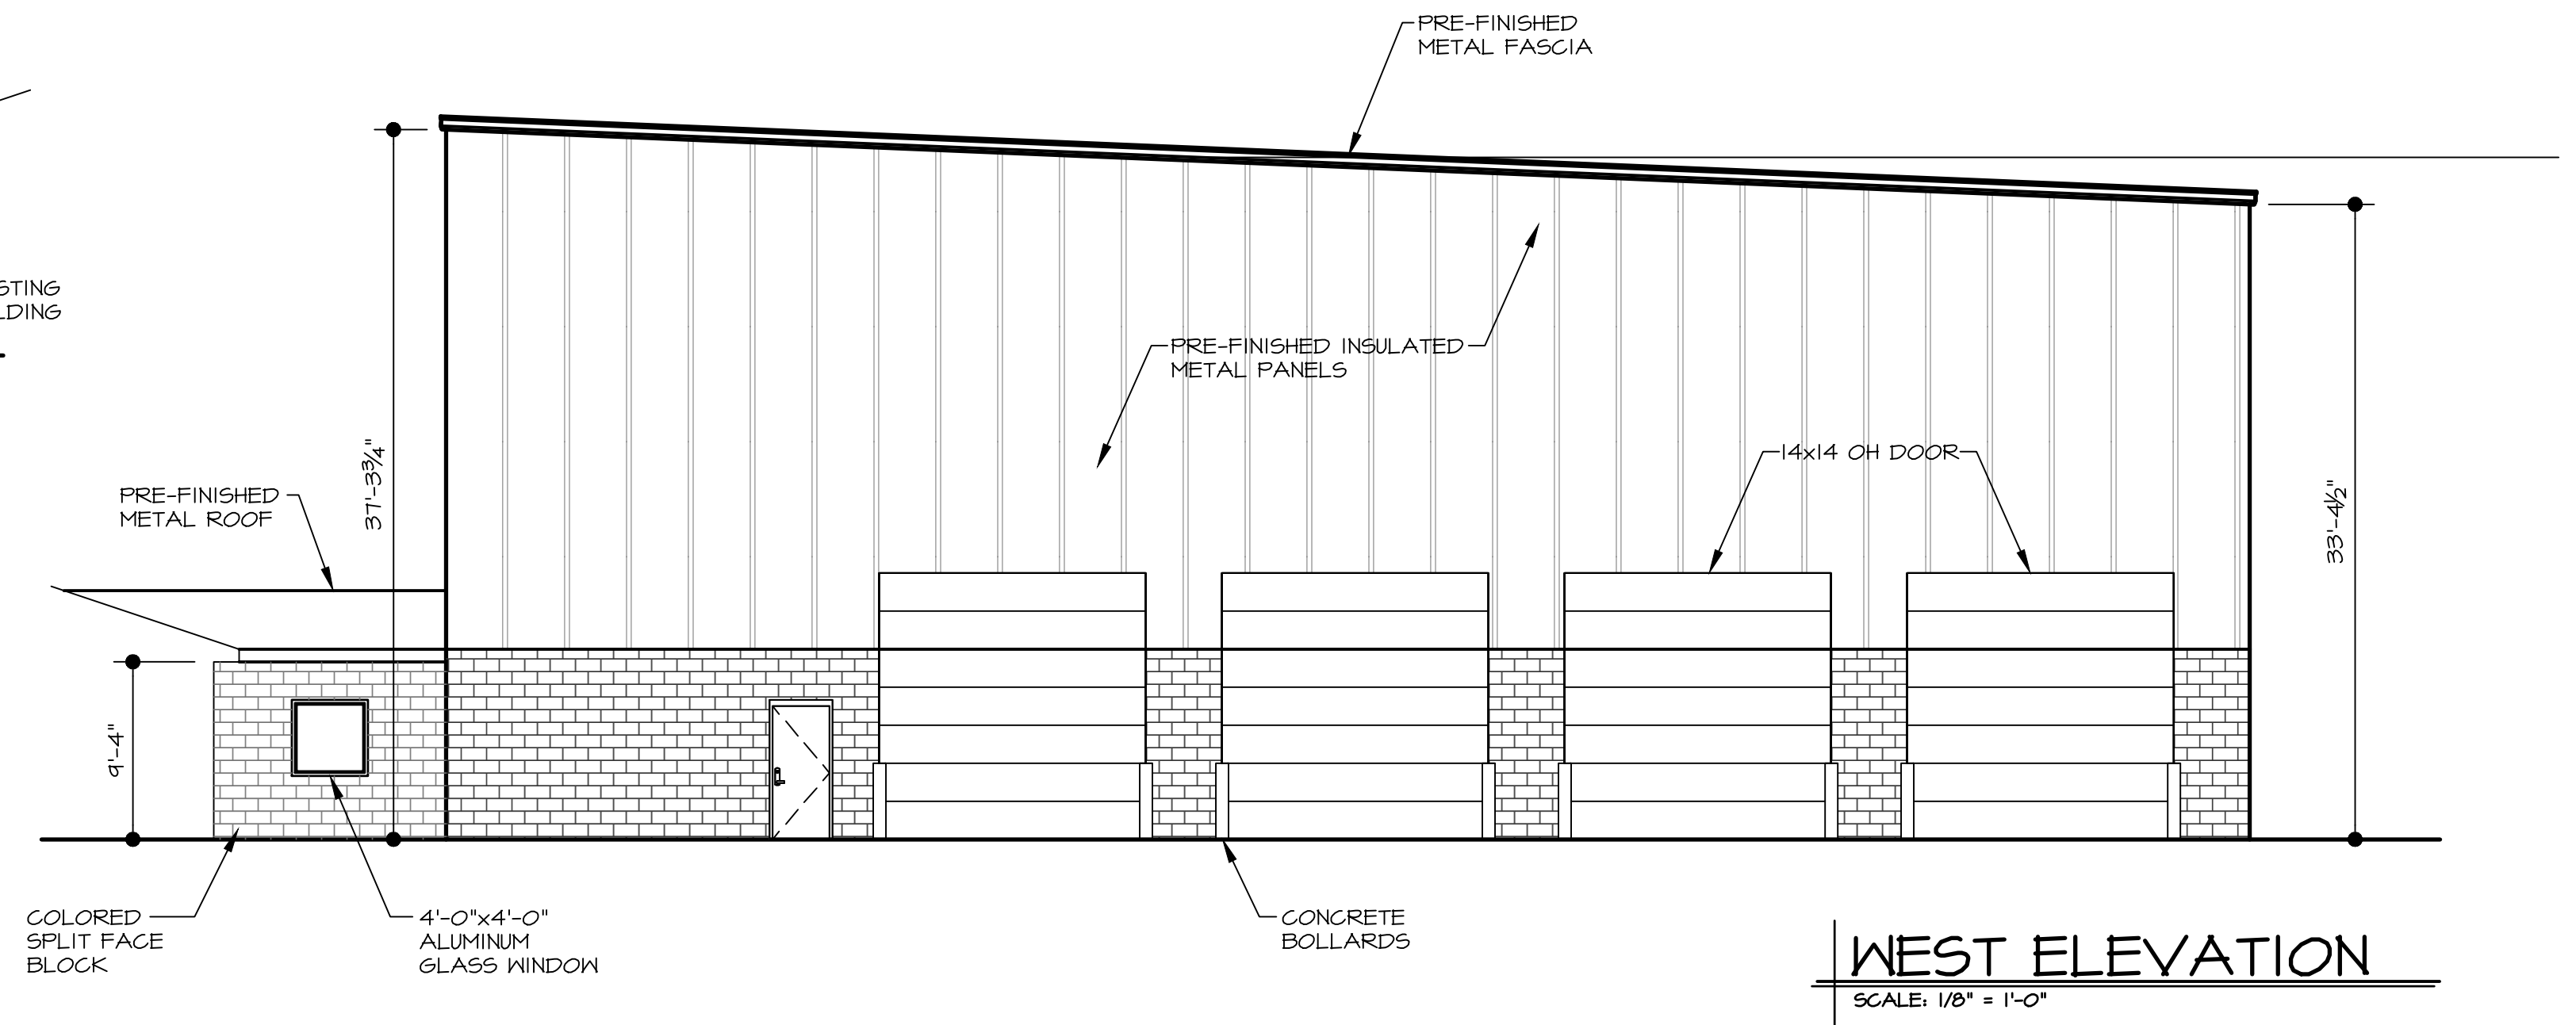 PRE-FINISHED
METAL FASCIA
STING
LDING
PRE-FINISHED INSULATED
METAL PANELS
14x14 OH DOOR
37'-3¾"
33'-4½"
PRE-FINISHED
METAL ROOF
9'-4"
COLORED
SPLIT FACE
BLOCK
4'-0"x4'-0"
ALUMINUM
GLASS WINDOW
CONCRETE
BOLLARDS
WEST ELEVATION
SCALE: 1/8" = 1'-0"